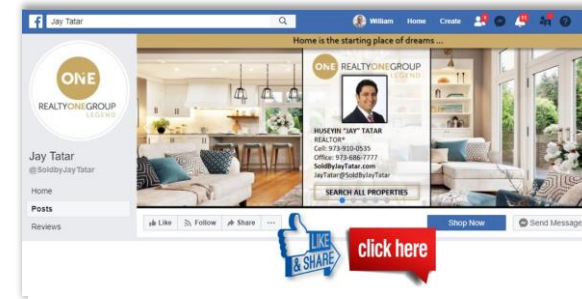 Jay Tatar
William Home Create
Home is the starting place of dreams ...
ONE
REALTYONEGROUP
LEGEND
ONE REALTYONEGROUP
LEGEND
HUSEYIN "JAY" TATAR
REALTOR®
Cell: 973-910-0535
Office: 973-686-7777
SoldByJayTatar.com
JayTatar@SoldByJayTatar
SEARCH ALL PROPERTIES
Jay Tatar
@SoldbyJayTatar
Home
Posts
Reviews
Like Follow Share ...
Shop Now
Send Message
LIKE
& SHARE
click here